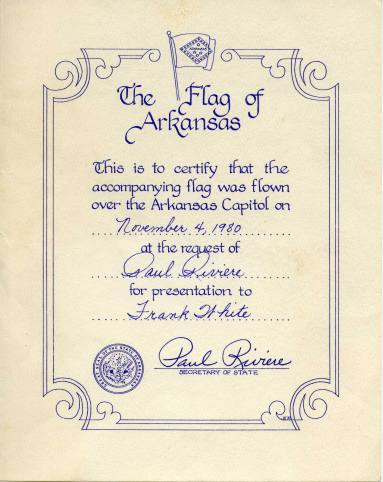 The Flag of
Arkansas
This is to certify that the
accompanying flag was flown
over the Arkansas Capitol on
November 4, 1980
at the request of
Paul Riviere
for presentation to
Frank White
Paul Riviere
SECRETARY OF STATE